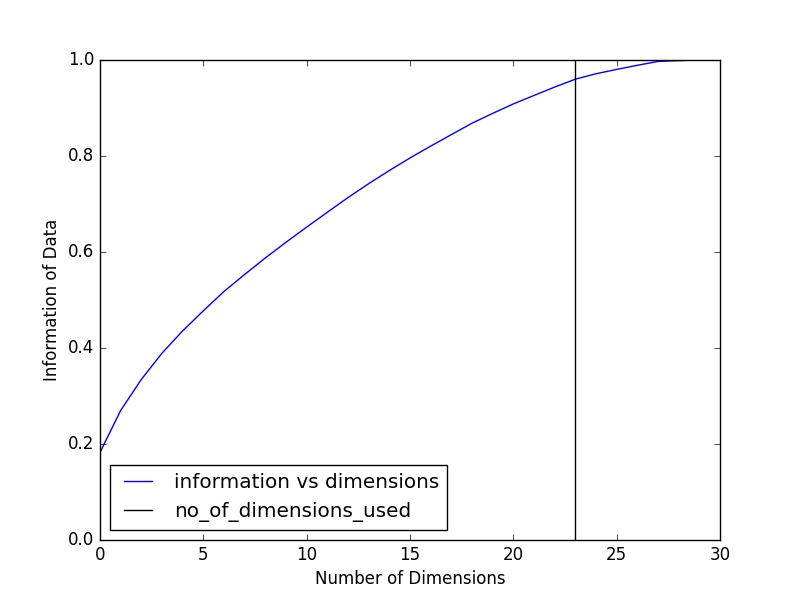 1.0
0.8
0.6
0.4
0.2
0.0
Information of Data
information vs dimensions
no_of_dimensions_used
0 5 10 15 20 25 30
Number of Dimensions